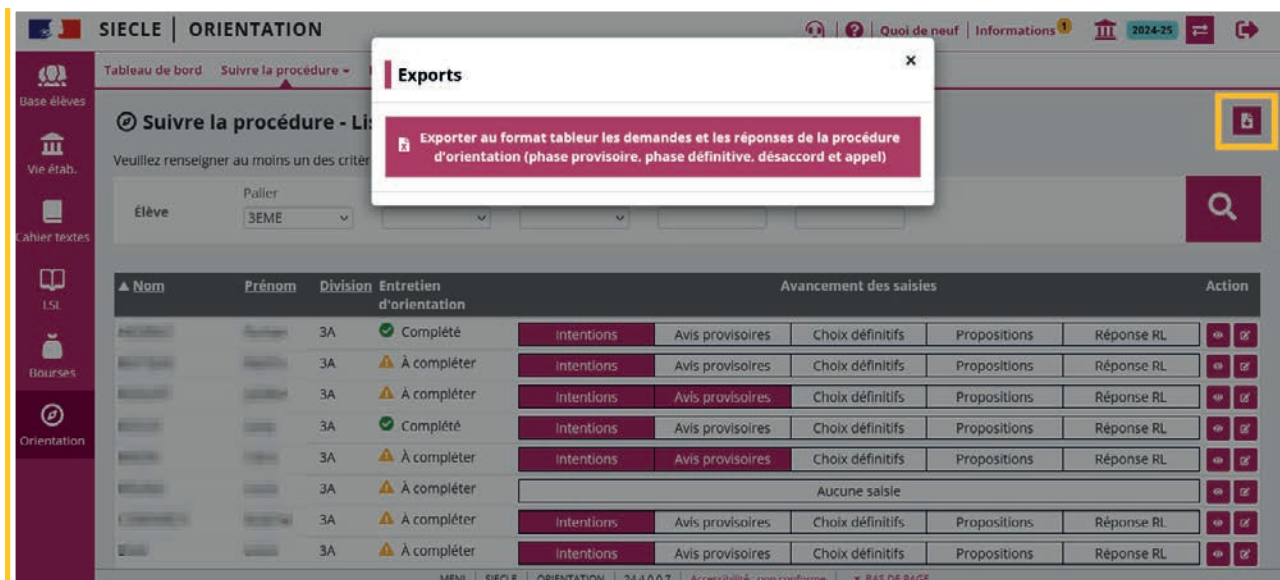 SIECLE | ORIENTATION
Quoi de neuf | Informations 1 2024-25
Tableau de bord Suivre la procédure
Exports ×
Base élèves
Suivre la procédure - Li
Exporter au format tableur les demandes et les réponses de la procédure
d'orientation (phase provisoire, phase définitive, désaccord et appel)
Veuillez renseigner au moins un des critèr
Vie étab.
Palier
Élève
3EME
Cahier textes
LSL
Bourses
Orientation
▲ Nom Prénom Division Entretien d'orientation Avancement des saisies Action
3A Complété Intentions Avis provisoires Choix définitifs Propositions Réponse RL
3A À compléter Intentions Avis provisoires Choix définitifs Propositions Réponse RL
3A À compléter Intentions Avis provisoires Choix définitifs Propositions Réponse RL
3A Complété Intentions Avis provisoires Choix définitifs Propositions Réponse RL
3A À compléter Intentions Avis provisoires Choix définitifs Propositions Réponse RL
3A À compléter Aucune saisie
3A À compléter Intentions Avis provisoires Choix définitifs Propositions Réponse RL
3A À compléter Intentions Avis provisoires Choix définitifs Propositions Réponse RL
MENJ | SIECLE | ORIENTATION | Accessibilité : non conforme | BAS DE PAGE